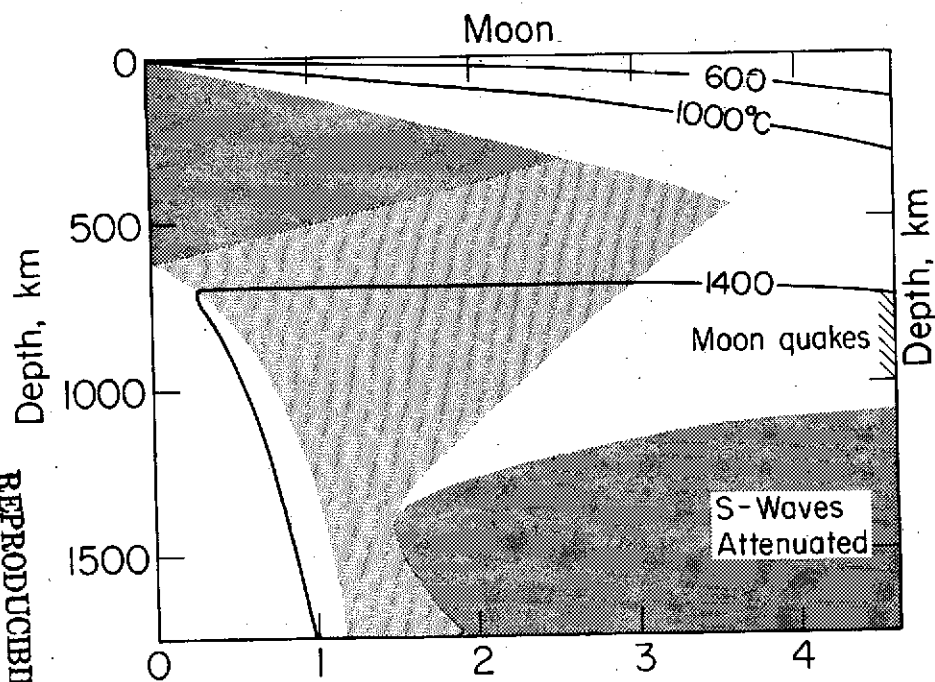 Moon
0
600
1000°C
500
1400
Moon quakes
1000
S-Waves
Attenuated
1500
0 1 2 3 4
Depth, km
Depth, km
REPRODUCIBI